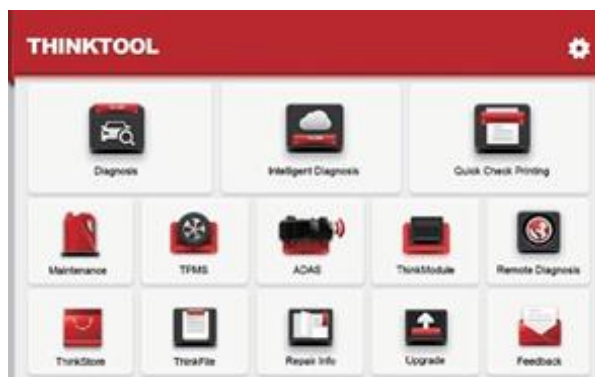 THINKTOOL
Diagnosis
Intelligent Diagnosis
Quick Check Printing
Maintenance
TPMS
ADAS
ThinkModule
Remote Diagnosis
ThinkStore
ThinkFile
Repair Info
Upgrade
Feedback